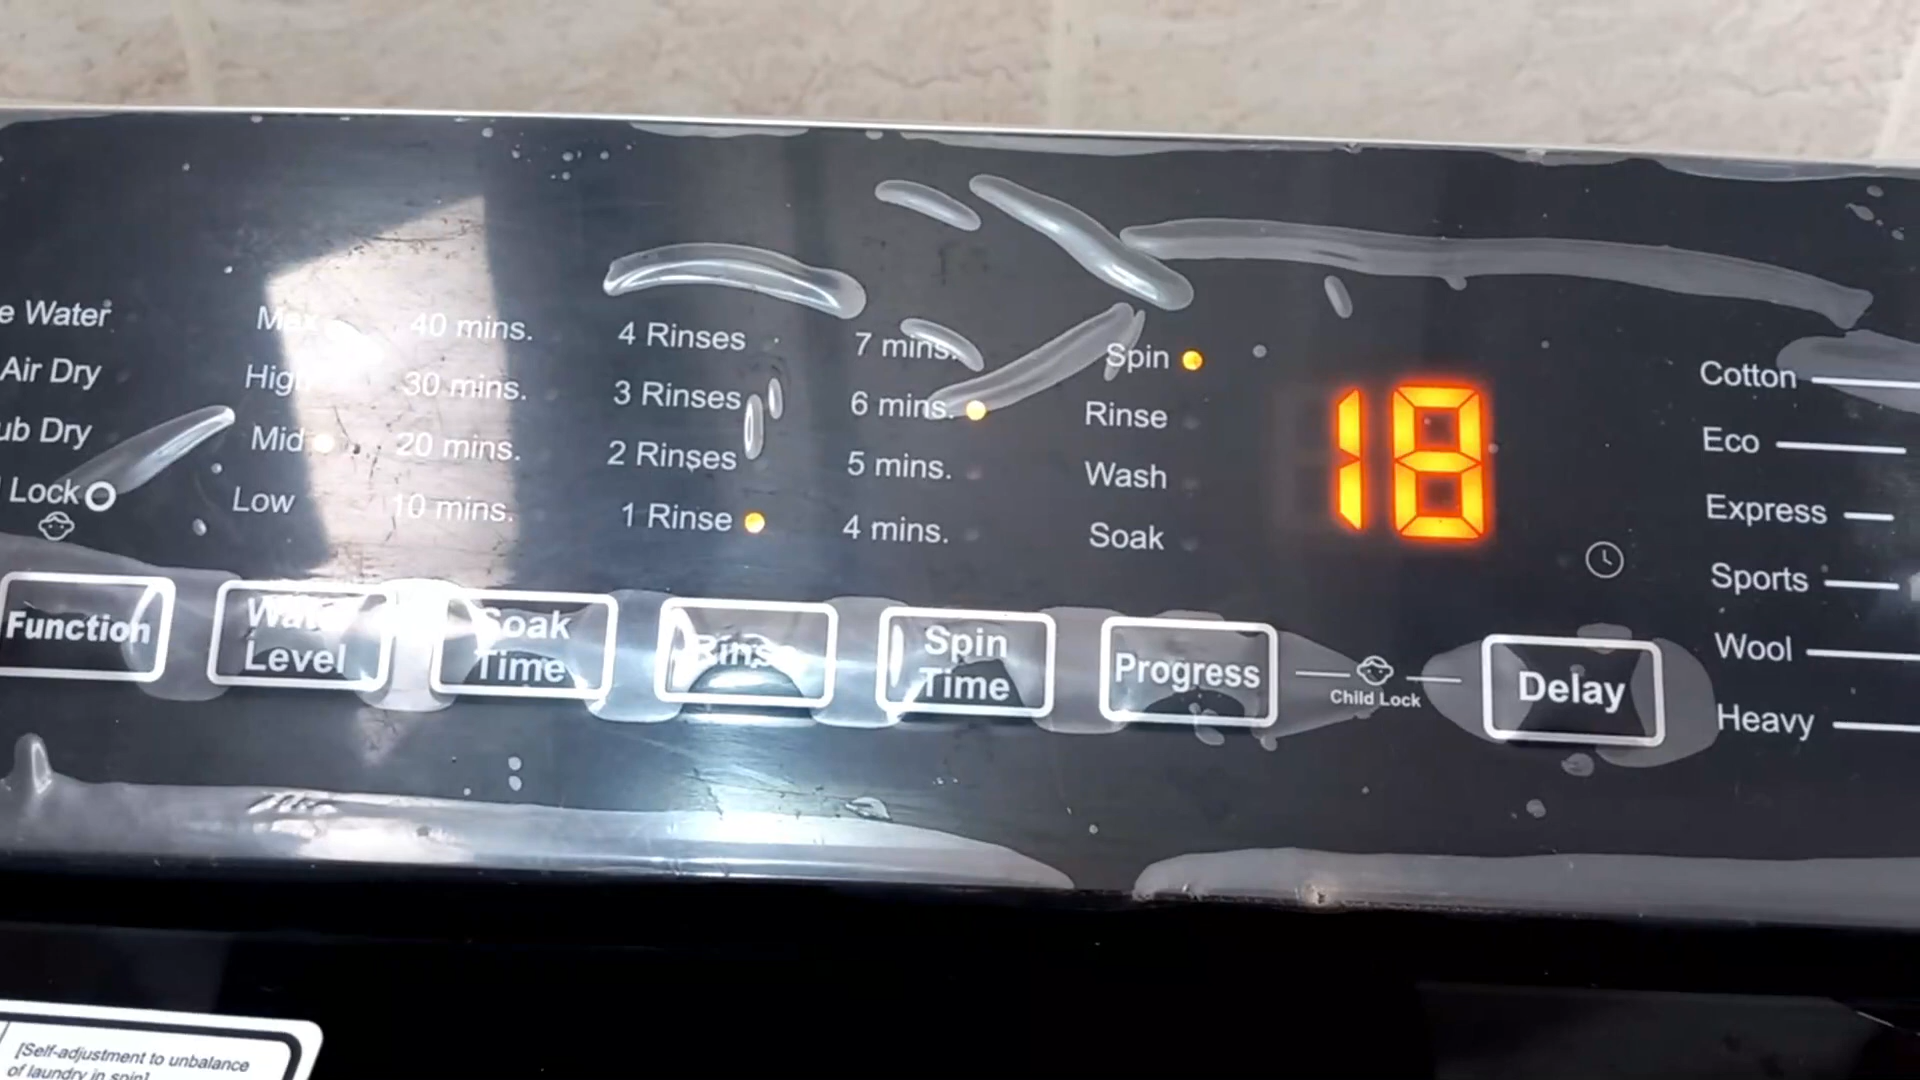 e Water
Air Dry
ub Dry
Lock
Max
High
Mid
Low
40 mins.
30 mins.
20 mins.
10 mins.
4 Rinses
3 Rinses
2 Rinses
1 Rinse
7 mins.
6 mins.
5 mins.
4 mins.
Spin
Rinse
Wash
Soak
18
Cotton
Eco
Express
Sports
Wool
Heavy
Function
Water
Level
Soak
Time
Rinse
Spin
Time
Progress
Child Lock
Delay
[Self-adjustment to unbalance
of laundry in spin]